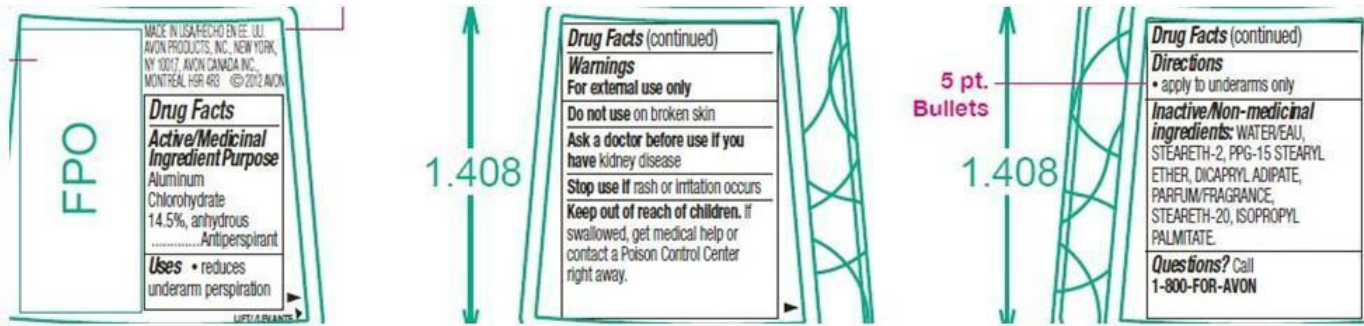 FPO
MADE IN USA/HECHO EN EE. UU.
AVON PRODUCTS, INC., NEW YORK,
NY 10017, AVON CANADA INC.,
MONTRÉAL H9R 4R3 ©2012 AVON
Drug Facts
Active/Medicinal
Ingredient Purpose
Aluminum
Chlorohydrate
14.5%, anhydrous
.............Antiperspirant
Uses • reduces
underarm perspiration
LIFT/LEVANTE
1.408
Drug Facts (continued)
Warnings
For external use only
Do not use on broken skin
Ask a doctor before use if you
have kidney disease
Stop use if rash or irritation occurs
Keep out of reach of children. If
swallowed, get medical help or
contact a Poison Control Center
right away.
5 pt.
Bullets
1.408
Drug Facts (continued)
Directions
• apply to underarms only
Inactive/Non-medicinal
ingredients: WATER/EAU,
STEARETH-2, PPG-15 STEARYL
ETHER, DICAPRYL ADIPATE,
PARFUM/FRAGRANCE,
STEARETH-20, ISOPROPYL
PALMITATE.
Questions? Call
1-800-FOR-AVON